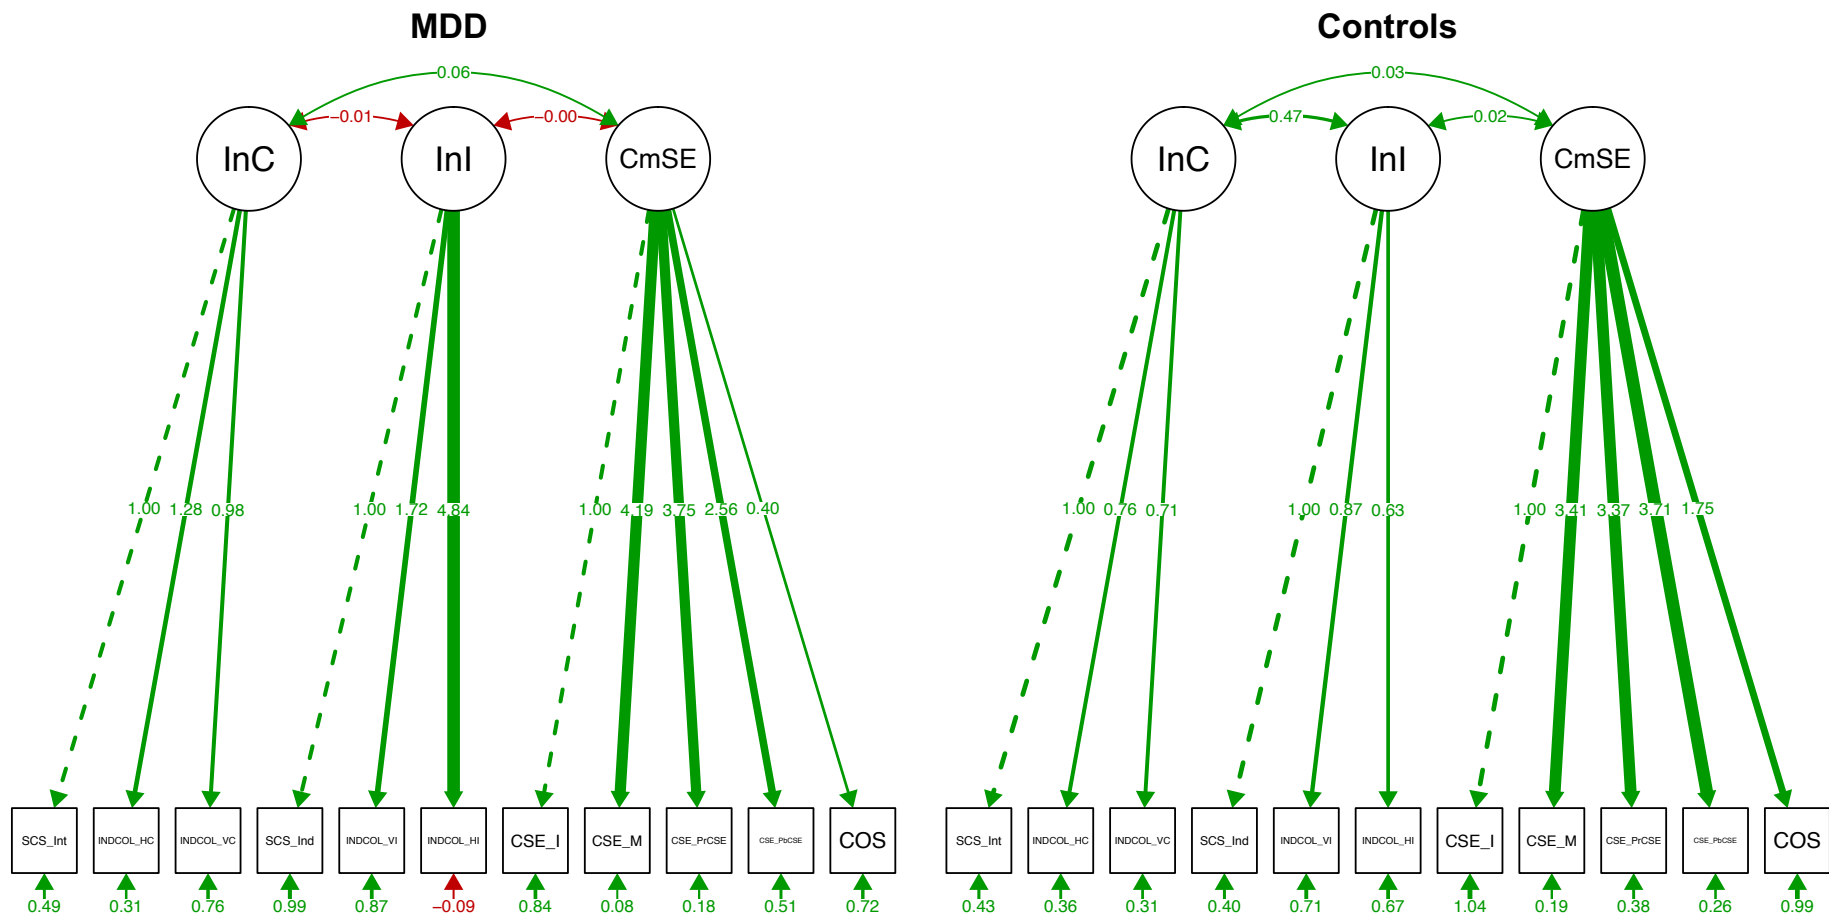 MDD Controls
0.06 0.03
−0.01 −0.00 0.47 0.02
InC InI CmSE InC InI CmSE
1.00 1.28 0.98 1.00 1.72 4.84 1.00 4.19 3.75 2.56 0.40 1.00 0.76 0.71 1.00 0.87 0.63 1.00 3.41 3.37 3.71 1.75
SCS_Int INDCOL_HC INDCOL_VC SCS_Ind INDCOL_VI INDCOL_HI CSE_I CSE_M CSE_PrCSE CSE_PbCSE COS SCS_Int INDCOL_HC INDCOL_VC SCS_Ind INDCOL_VI INDCOL_HI CSE_I CSE_M CSE_PrCSE CSE_PbCSE COS
0.49 0.31 0.76 0.99 0.87 −0.09 0.84 0.08 0.18 0.51 0.72 0.43 0.36 0.31 0.40 0.71 0.67 1.04 0.19 0.38 0.26 0.99